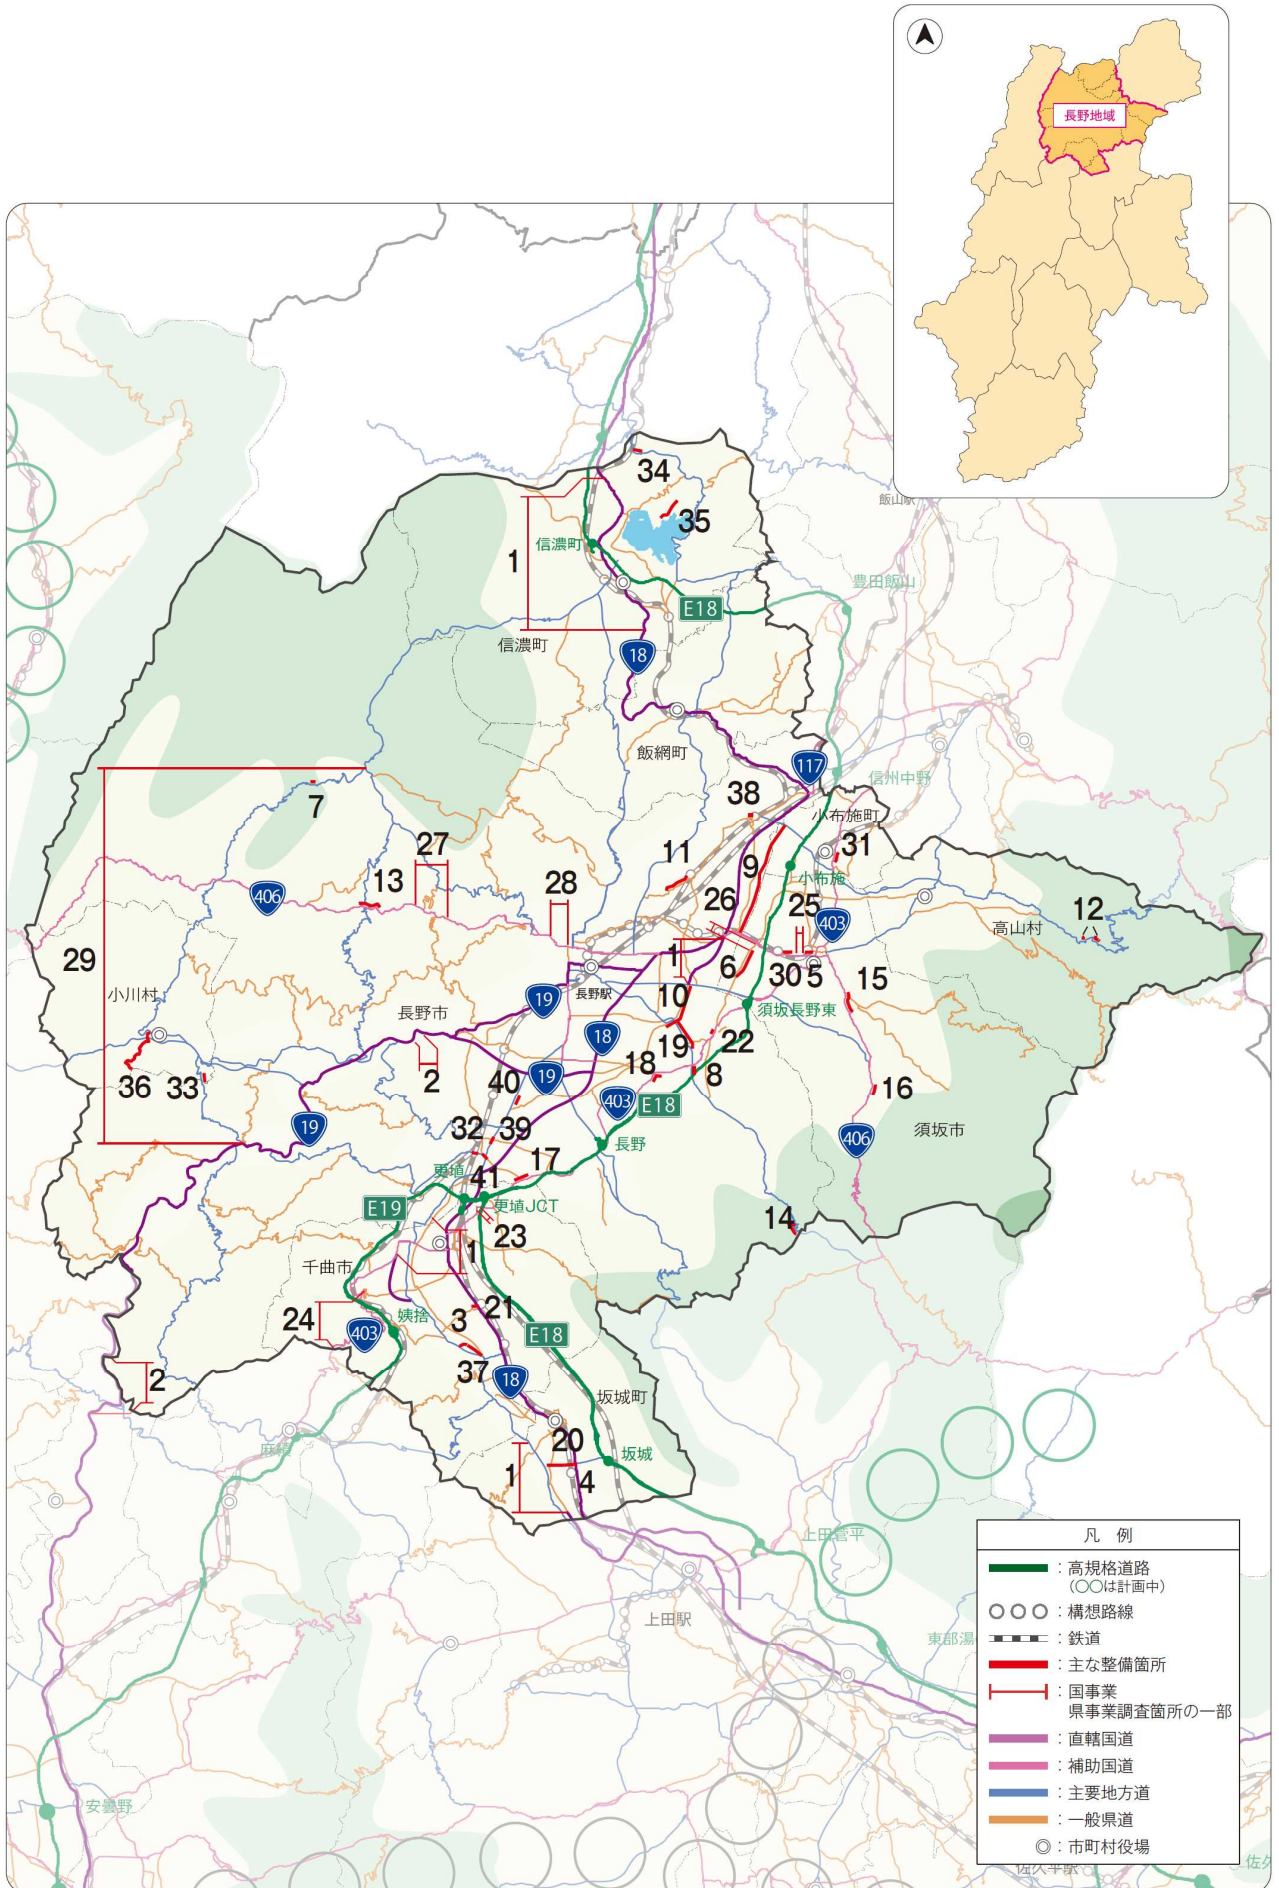 長野地域
飯山駅
34
35
信濃町
1
豊田飯山
E18
信濃町
18
飯綱町
117
信州中野
7
38
小布施町
31
27
11
9
小布施
13
28
26
25
406
403
高山村
12
29
1
6
30
5
小川村
長野駅
10
15
長野市
19
須坂長野東
18
19
22
36
33
2
40
19
18
8
16
403
E18
19
32
39
406
須坂市
長野
更埴
17
41
E19
更埴JCT
14
23
千曲市
1
24
姨捨
3
21
403
E18
2
37
18
坂城町
20
麻績
坂城
1
4
上田菅平
上田駅
東部湯
安曇野
佐久平駅
佐久
凡 例
：高規格道路
（○○は計画中）
：構想路線
：鉄道
：主な整備箇所
：国事業
県事業調査箇所の一部
：直轄国道
：補助国道
：主要地方道
：一般県道
◎：市町村役場